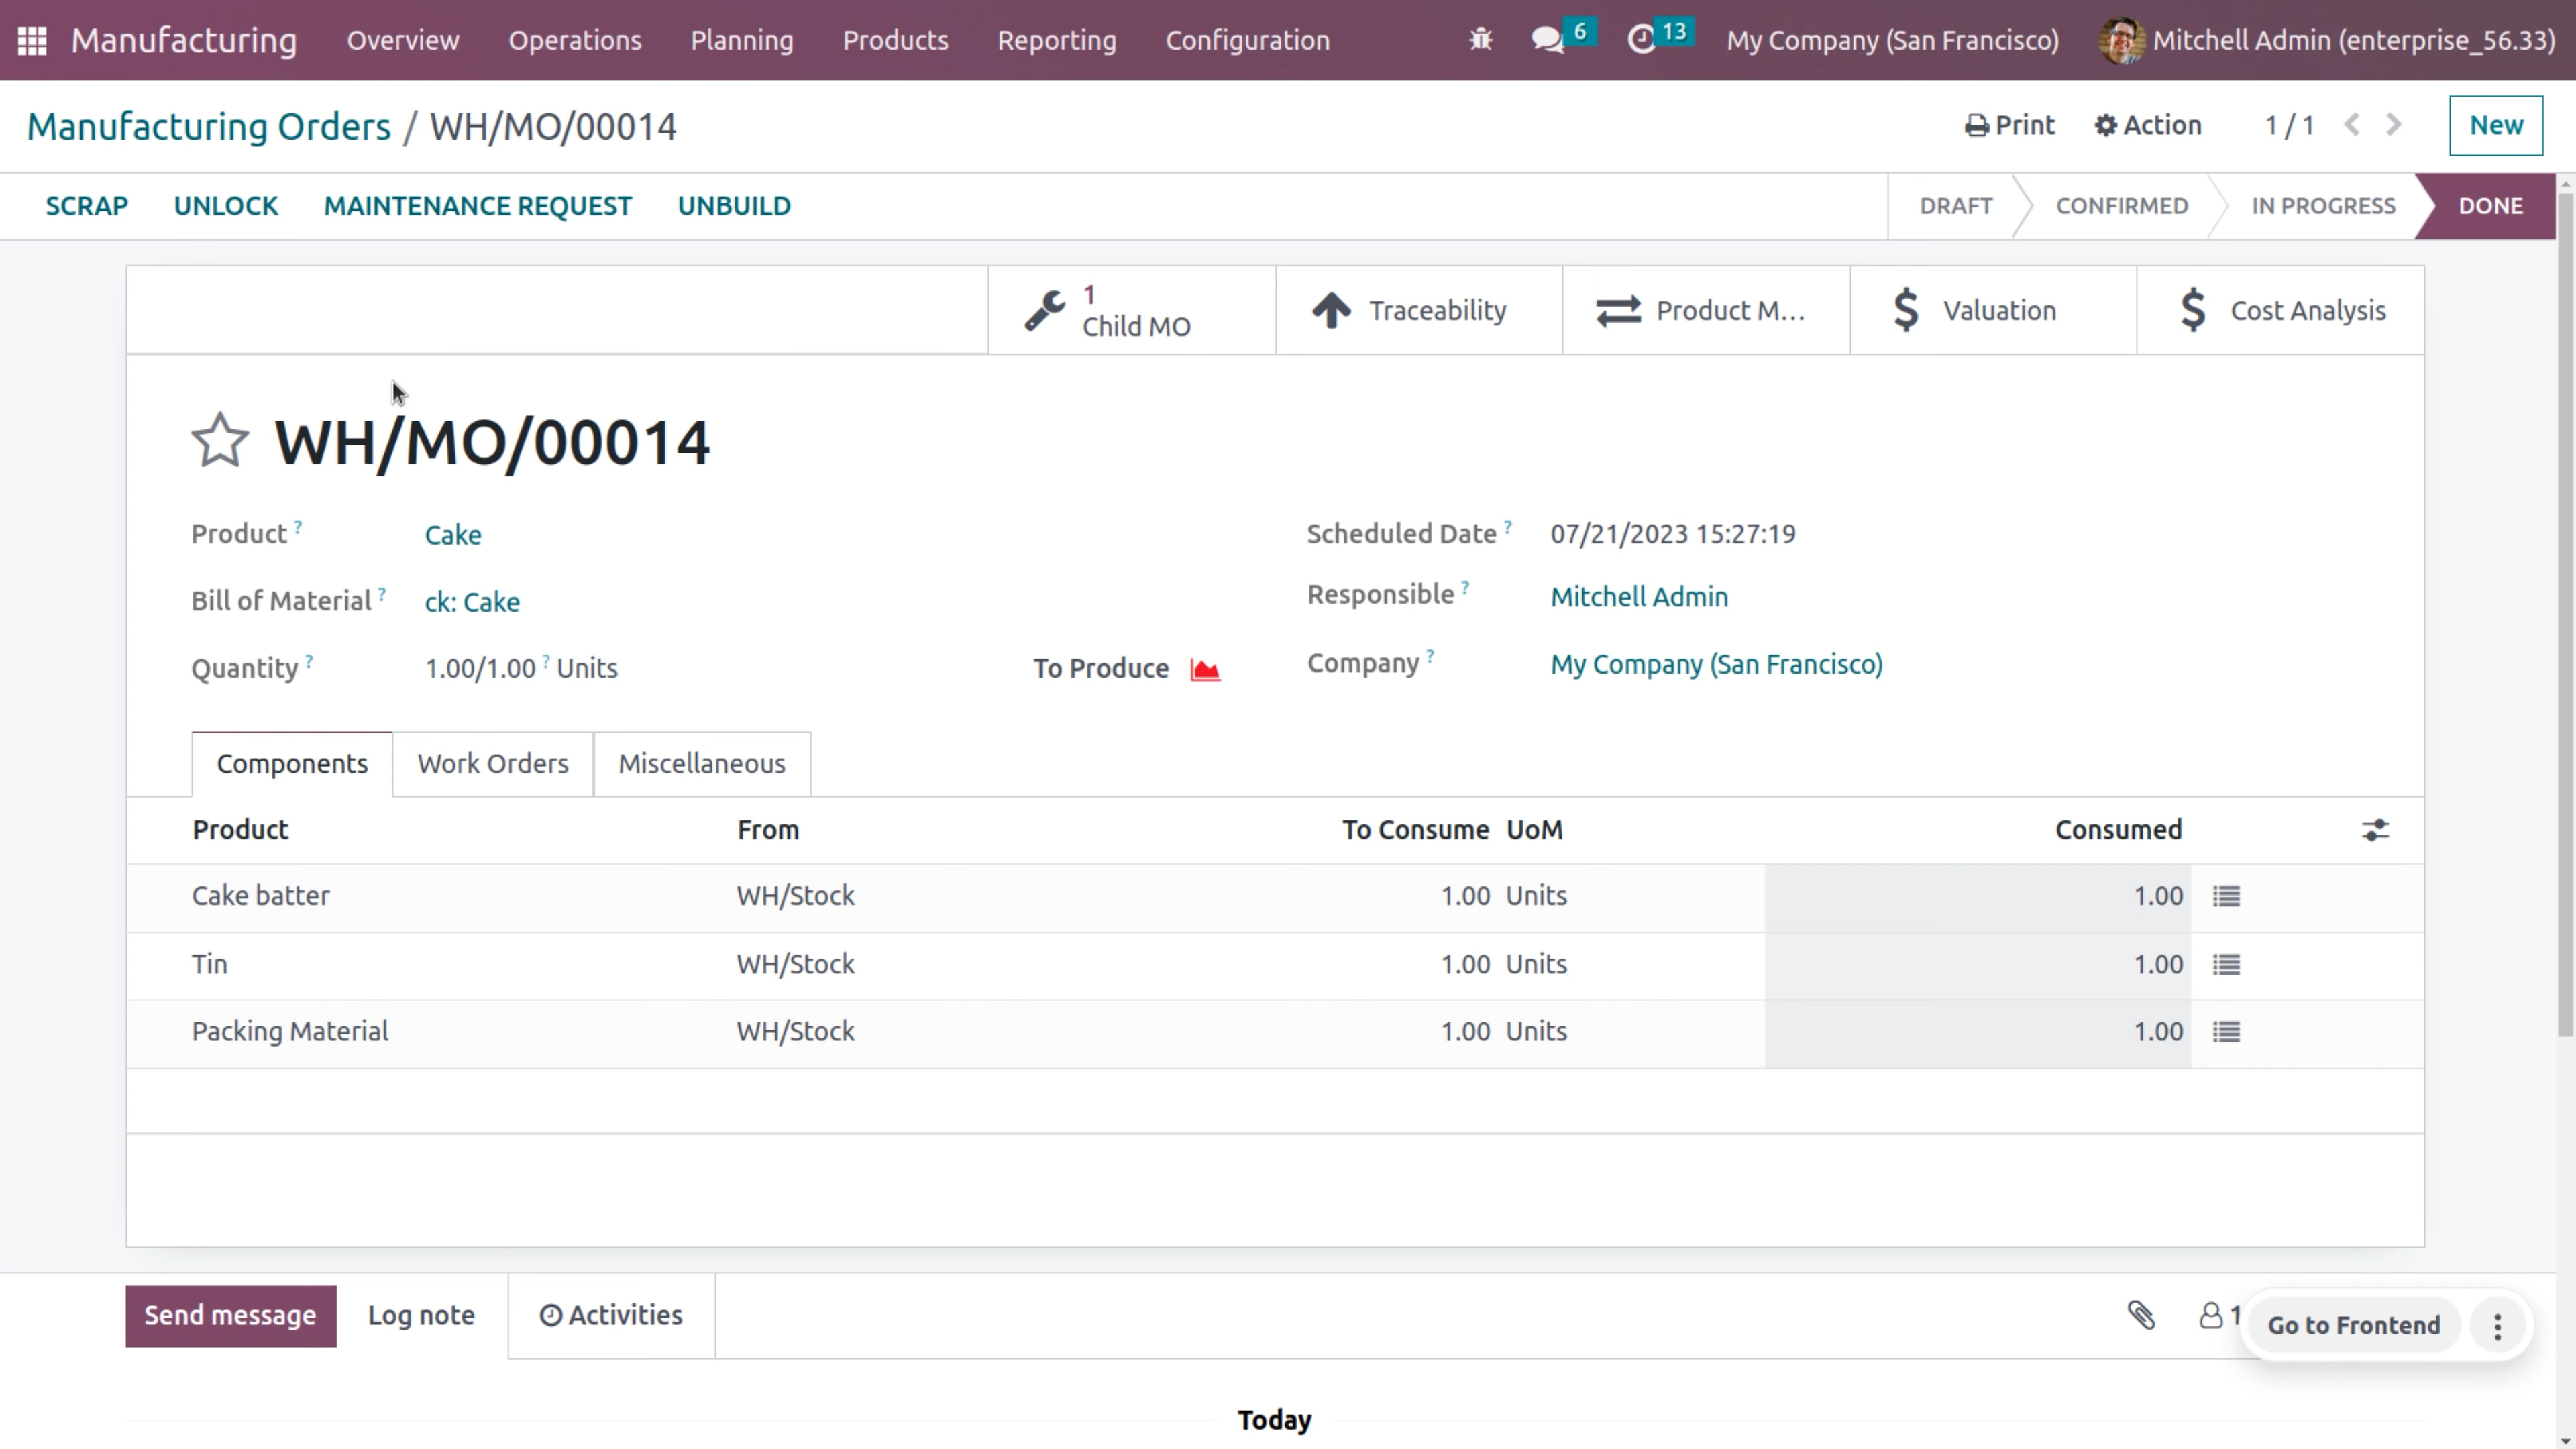 Manufacturing Overview Operations Planning Products Reporting Configuration 6 13 My Company (San Francisco) Mitchell Admin (enterprise_56.33)
Manufacturing Orders / WH/MO/00014 Print Action 1 / 1 New
SCRAP UNLOCK MAINTENANCE REQUEST UNBUILD DRAFT CONFIRMED IN PROGRESS DONE
1
Child MO Traceability Product M... Valuation Cost Analysis
WH/MO/00014
Product ? Cake Scheduled Date ? 07/21/2023 15:27:19
Bill of Material ? ck: Cake Responsible ? Mitchell Admin
Quantity ? 1.00/1.00 ? Units To Produce Company ? My Company (San Francisco)
Components Work Orders Miscellaneous
Product From To Consume UoM Consumed
Cake batter WH/Stock 1.00 Units 1.00
Tin WH/Stock 1.00 Units 1.00
Packing Material WH/Stock 1.00 Units 1.00
Send message Log note Activities 1 Go to Frontend
Today